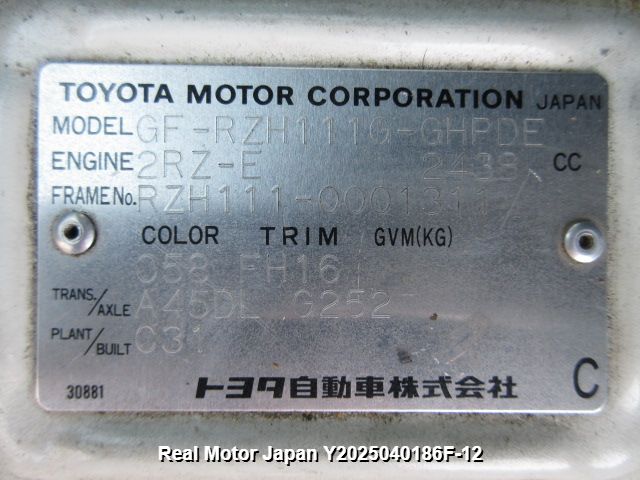 TOYOTA MOTOR CORPORATION JAPAN
MODEL GF-RZH111G-GHPDE
ENGINE 2RZ-E 2438 CC
FRAME No. RZH111-0001311
COLOR TRIM GVM(KG)
058 FH16
TRANS./AXLE A45DL G252
PLANT/BUILT C31
30881 トヨタ自動車株式会社 C
Real Motor Japan Y2025040186F-12